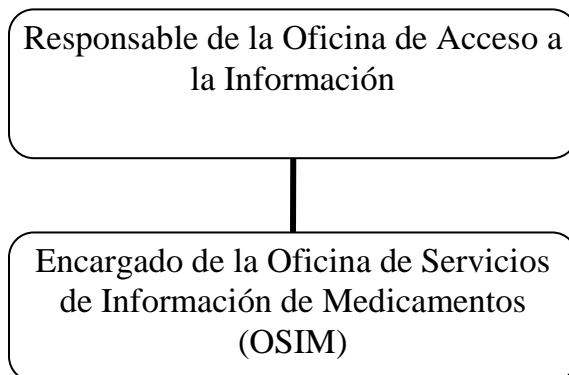 Responsable de la Oficina de Acceso a
la Información
Encargado de la Oficina de Servicios
de Información de Medicamentos
(OSIM)